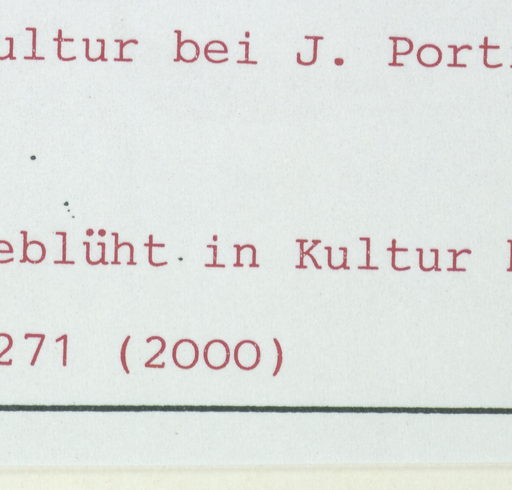 ultur bei J. Port
eblüht in Kultur
271 (2000)